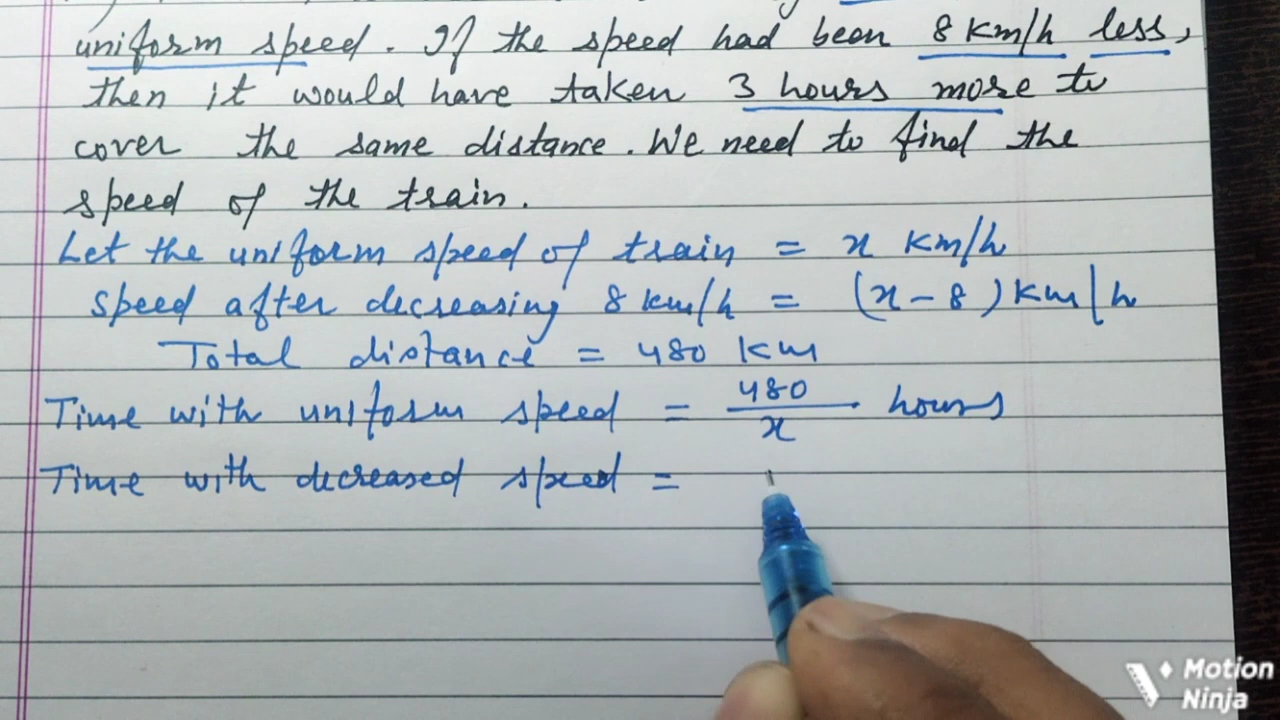 uniform speed. If the speed had been 8 km/h less,
then it would have taken 3 hours more to
cover the same distance. We need to find the
speed of the train.
Let the uniform speed of train = x km/h
speed after decreasing 8 km/h = (x - 8) km/h
Total distance = 480 km
Time with uniform speed = 480/x hours
Time with decreased speed =
Motion
Ninja